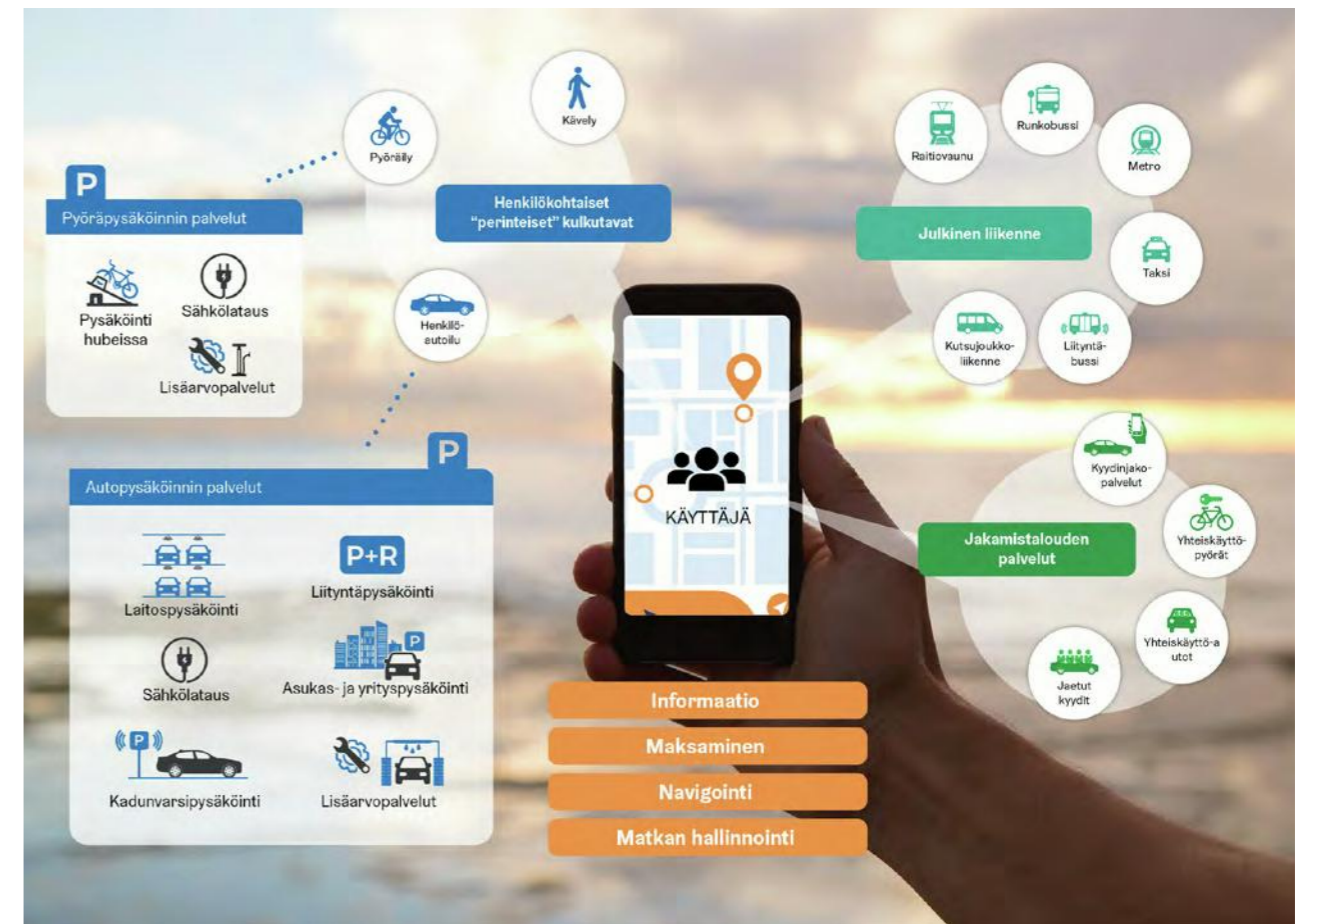 Kävely
Pyöräily
P
Pyöräpysäköinnin palvelut
Pysäköinti
hubeissa
Sähkölataus
Lisäarvopalvelut
Henkilökohtaiset
"perinteiset" kulkutavat
Henkilö-
autoilu
P
Autopysäköinnin palvelut
Laitospysäköinti
P+R
Liityntäpysäköinti
Sähkölataus
P
Asukas- ja yrityspysäköinti
P
Kadunvarsipysäköinti
Lisäarvopalvelut
KÄYTTÄJÄ
Informaatio
Maksaminen
Navigointi
Matkan hallinnointi
Raitiovaunu
Runkobussi
Metro
Julkinen liikenne
Taksi
Kutsujoukko-
liikenne
Liityntä-
bussi
Kyydinjako-
palvelut
Jakamistalouden
palvelut
Yhteiskäyttö-
pyörät
Yhteiskäyttö-a
utot
Jaetut
kyydit